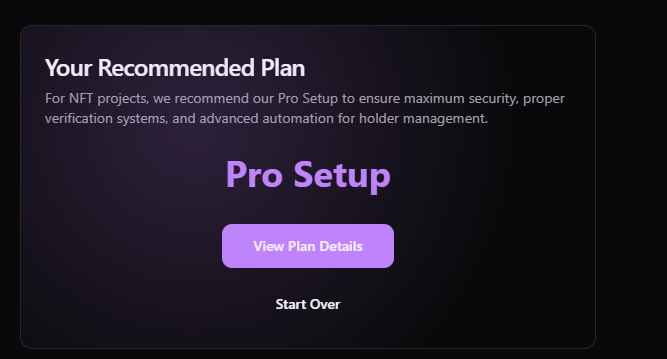 Your Recommended Plan
For NFT projects, we recommend our Pro Setup to ensure maximum security, proper
verification systems, and advanced automation for holder management.
Pro Setup
View Plan Details
Start Over